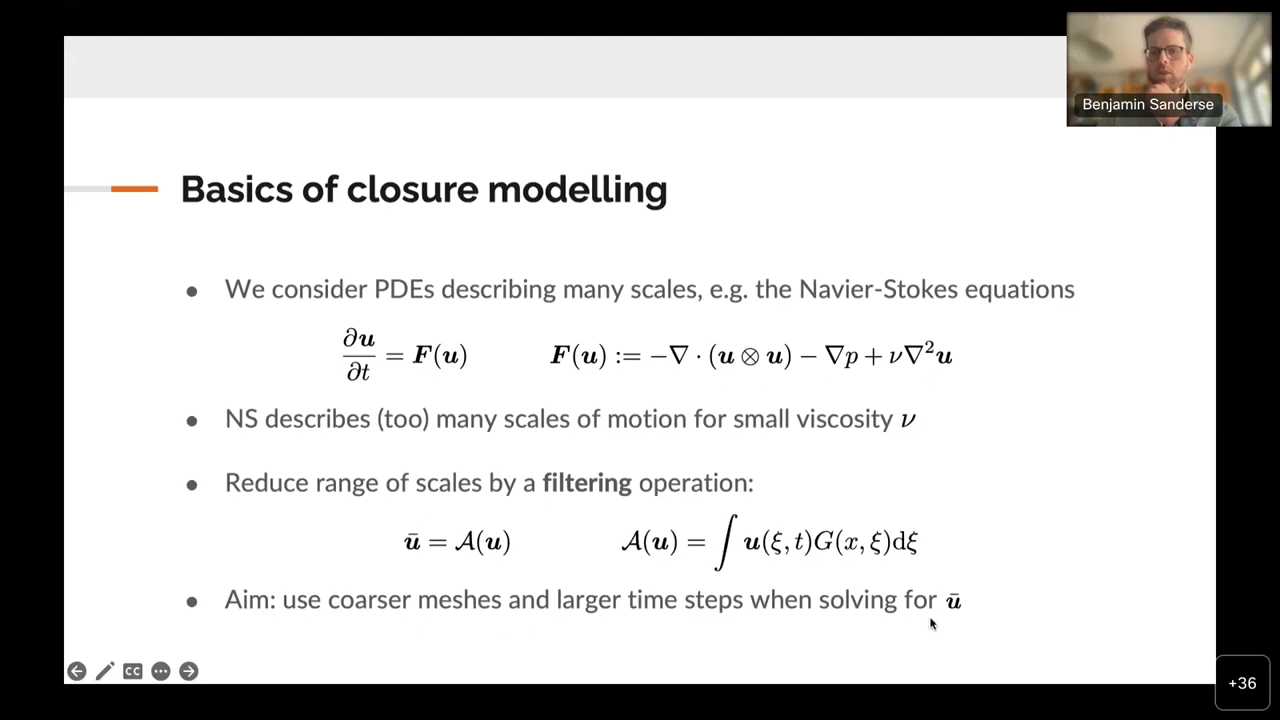 Benjamin Sanderse
Basics of closure modelling
● We consider PDEs describing many scales, e.g. the Navier-Stokes equations
∂u/∂t = F(u)    F(u) := −∇ · (u ⊗ u) − ∇p + ν∇²u
● NS describes (too) many scales of motion for small viscosity ν
● Reduce range of scales by a filtering operation:
ū = 𝒜(u)    𝒜(u) = ∫ u(ξ, t)G(x, ξ)dξ
● Aim: use coarser meshes and larger time steps when solving for ū
CC
+36